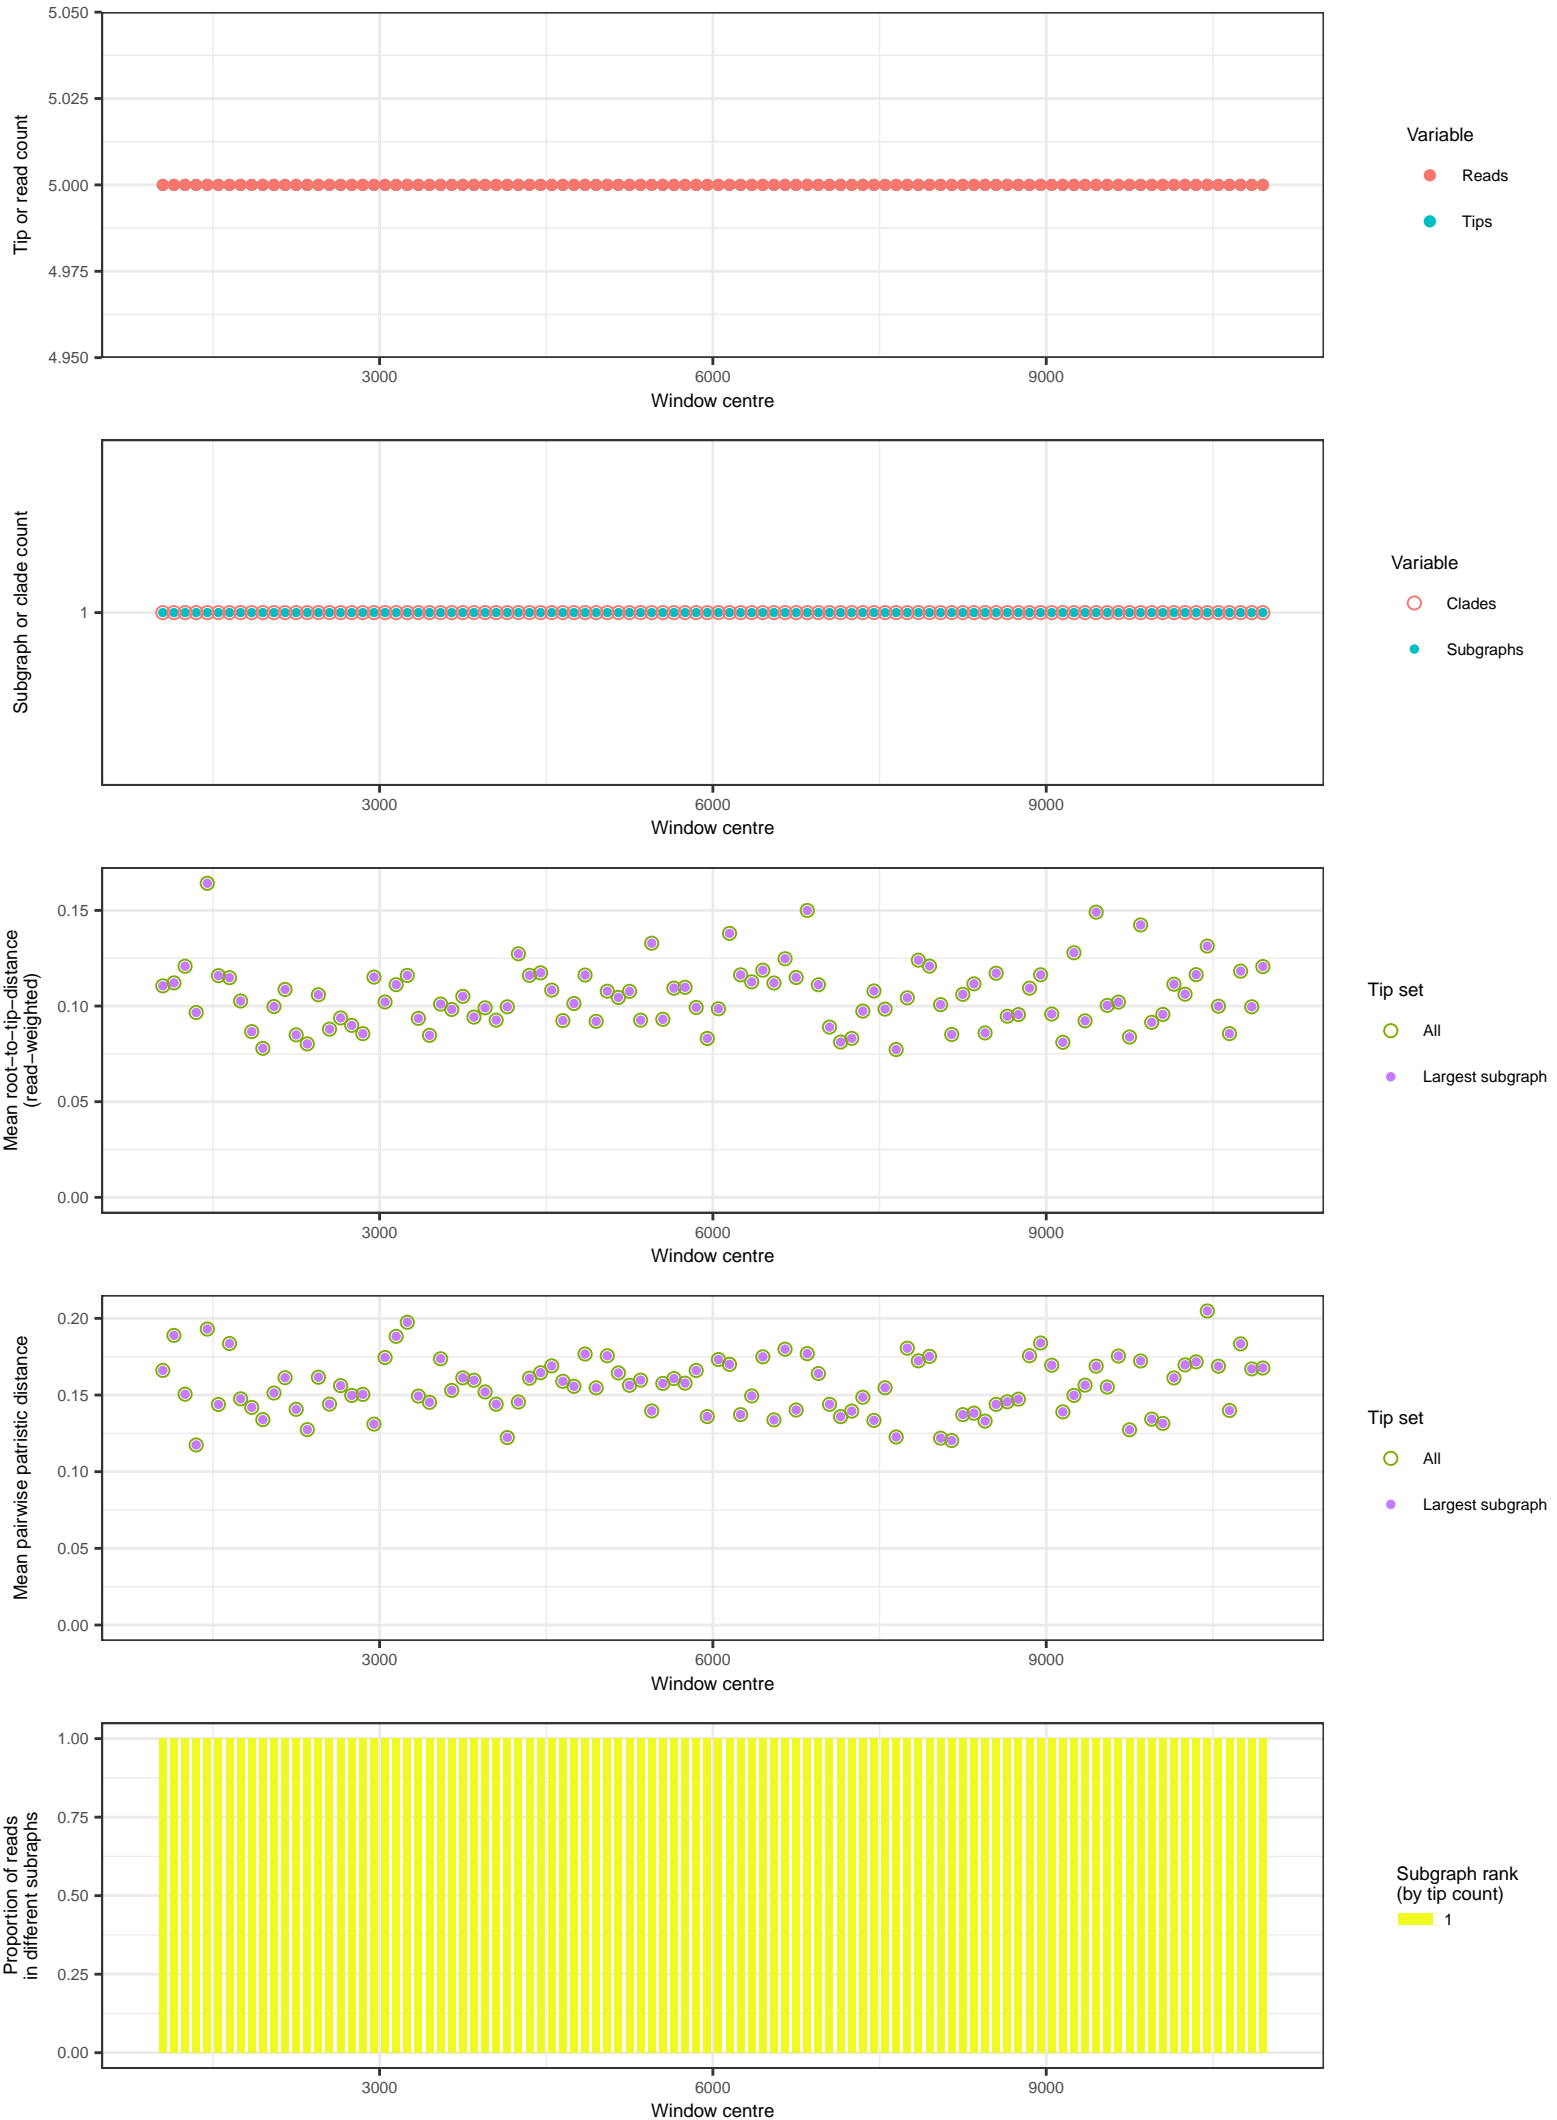 5.050
5.025
5.000
4.975
4.950
Tip or read count
3000
6000
9000
Window centre
Variable
Reads
Tips
1
Subgraph or clade count
3000
6000
9000
Window centre
Variable
Clades
Subgraphs
0.15
0.10
0.05
0.00
Mean root−to−tip−distance
(read−weighted)
3000
6000
9000
Window centre
Tip set
All
Largest subgraph
0.20
0.15
0.10
0.05
0.00
Mean pairwise patristic distance
3000
6000
9000
Window centre
Tip set
All
Largest subgraph
1.00
0.75
0.50
0.25
0.00
Proportion of reads
in different subraphs
3000
6000
9000
Window centre
Subgraph rank
(by tip count)
1